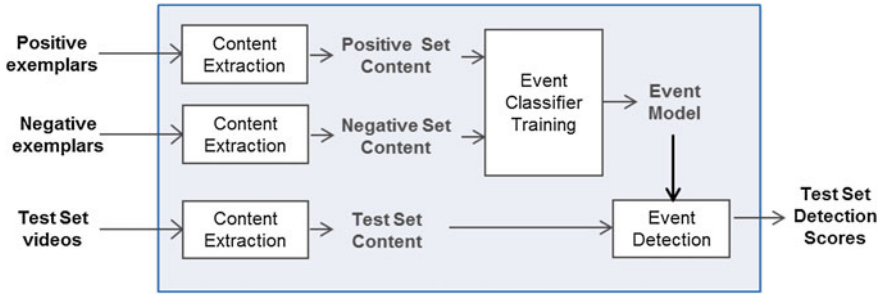 Positive
exemplars
Content
Extraction
Positive Set
Content
Event
Classifier
Training
Event
Model
Negative
exemplars
Content
Extraction
Negative Set
Content
Test Set
videos
Content
Extraction
Test Set
Content
Event
Detection
Test Set
Detection
Scores